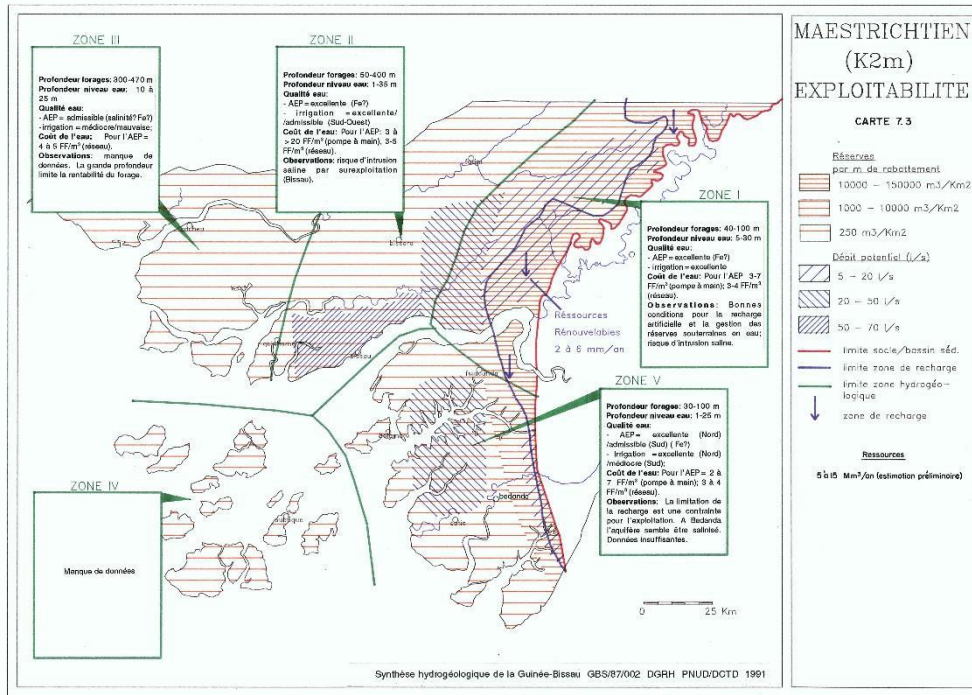 ZONE III
Profondeur forages: 300-470 m
Profondeur niveau eau: 10 à
25 m
Qualité eau:
- AEP= admissible (salinité? Fe?)
- irrigation = médiocre/mauvaise;
Coût de l'eau; Pour l'AEP=
4 à 5 FF/m³ (réseau).
Observations: manque de
données. La grande profondeur
limite la rentabilité du forage.
ZONE II
Profondeur forages: 50-400 m
Profondeur niveau eau: 1-35 m
Qualité eau
- AEP= excellente (Fe?)
- irrigation = excellente/
/admissible (Sud-Ouest)
Coût de l'eau: Pour l'AEP: 3 à
>20 FF/m³ (pompe à main), 3-5
FF/m³ (réseau).
Observations: risque d'intrusion
saline par surexploitation
(Bissau).
ZONE I
Profondeur forages: 40-100 m
Profondeur niveau eau: 5-30 m
Qualité eau:
- AEP= excellente (Fe?)
- irrigation = excellente
Coût de l'eau: Pour l'AEP 3-7
FF/m³ (pompe à main); 3-4 FF/m³
(réseau).
Observations: Bonnes
conditions pour la recharge
artificielle et la gestion des
réserves souterraines en eau;
risque d'intrusion saline.
Réssources
Rénouvelables
2 à 6 mm/an
ZONE V
Profondeur forages: 30-100 m
Profondeur niveau eau: 1-25 m
Qualité eau:
- AEP = excellente (Nord)
/admissible (Sud) ( Fe?)
- Irrigation =excellente (Nord)
/médiocre (Sud);
Coût de l'eau: Pour l'AEP= 2 à
7 FF/m³ (pompe à main); 3 à 4
FF/m³ (réseau).
Observations: La limitation de
la recharge est une contrainte
pour l'exploitation. A Bedanda
l'aquifère semble être salinisé.
Données insuffisantes.
ZONE IV
Manque de données
bissora
bedanda
25 Km
Synthèse hydrogéologique de la Guinée-Bissau GBS/87/002 DGRH PNUD/DCTD 1991
MAESTRICHTIEN
(K2m)
EXPLOITABILITE
CARTE 7.3
Réserves
par m de rabattement
10000 - 150000 m3/Km2
1000 - 10000 m3/Km2
250 m3/Km2
Débit potentiel (l/s)
5 - 20 l/s
20 - 50 l/s
50 - 70 l/s
limite socle/bassin séd.
limite zone de recharge
limite zone hydrogéo-
logique
zone de recharge
Ressources
5 à 15 Mm³/an (estimation préliminaire)